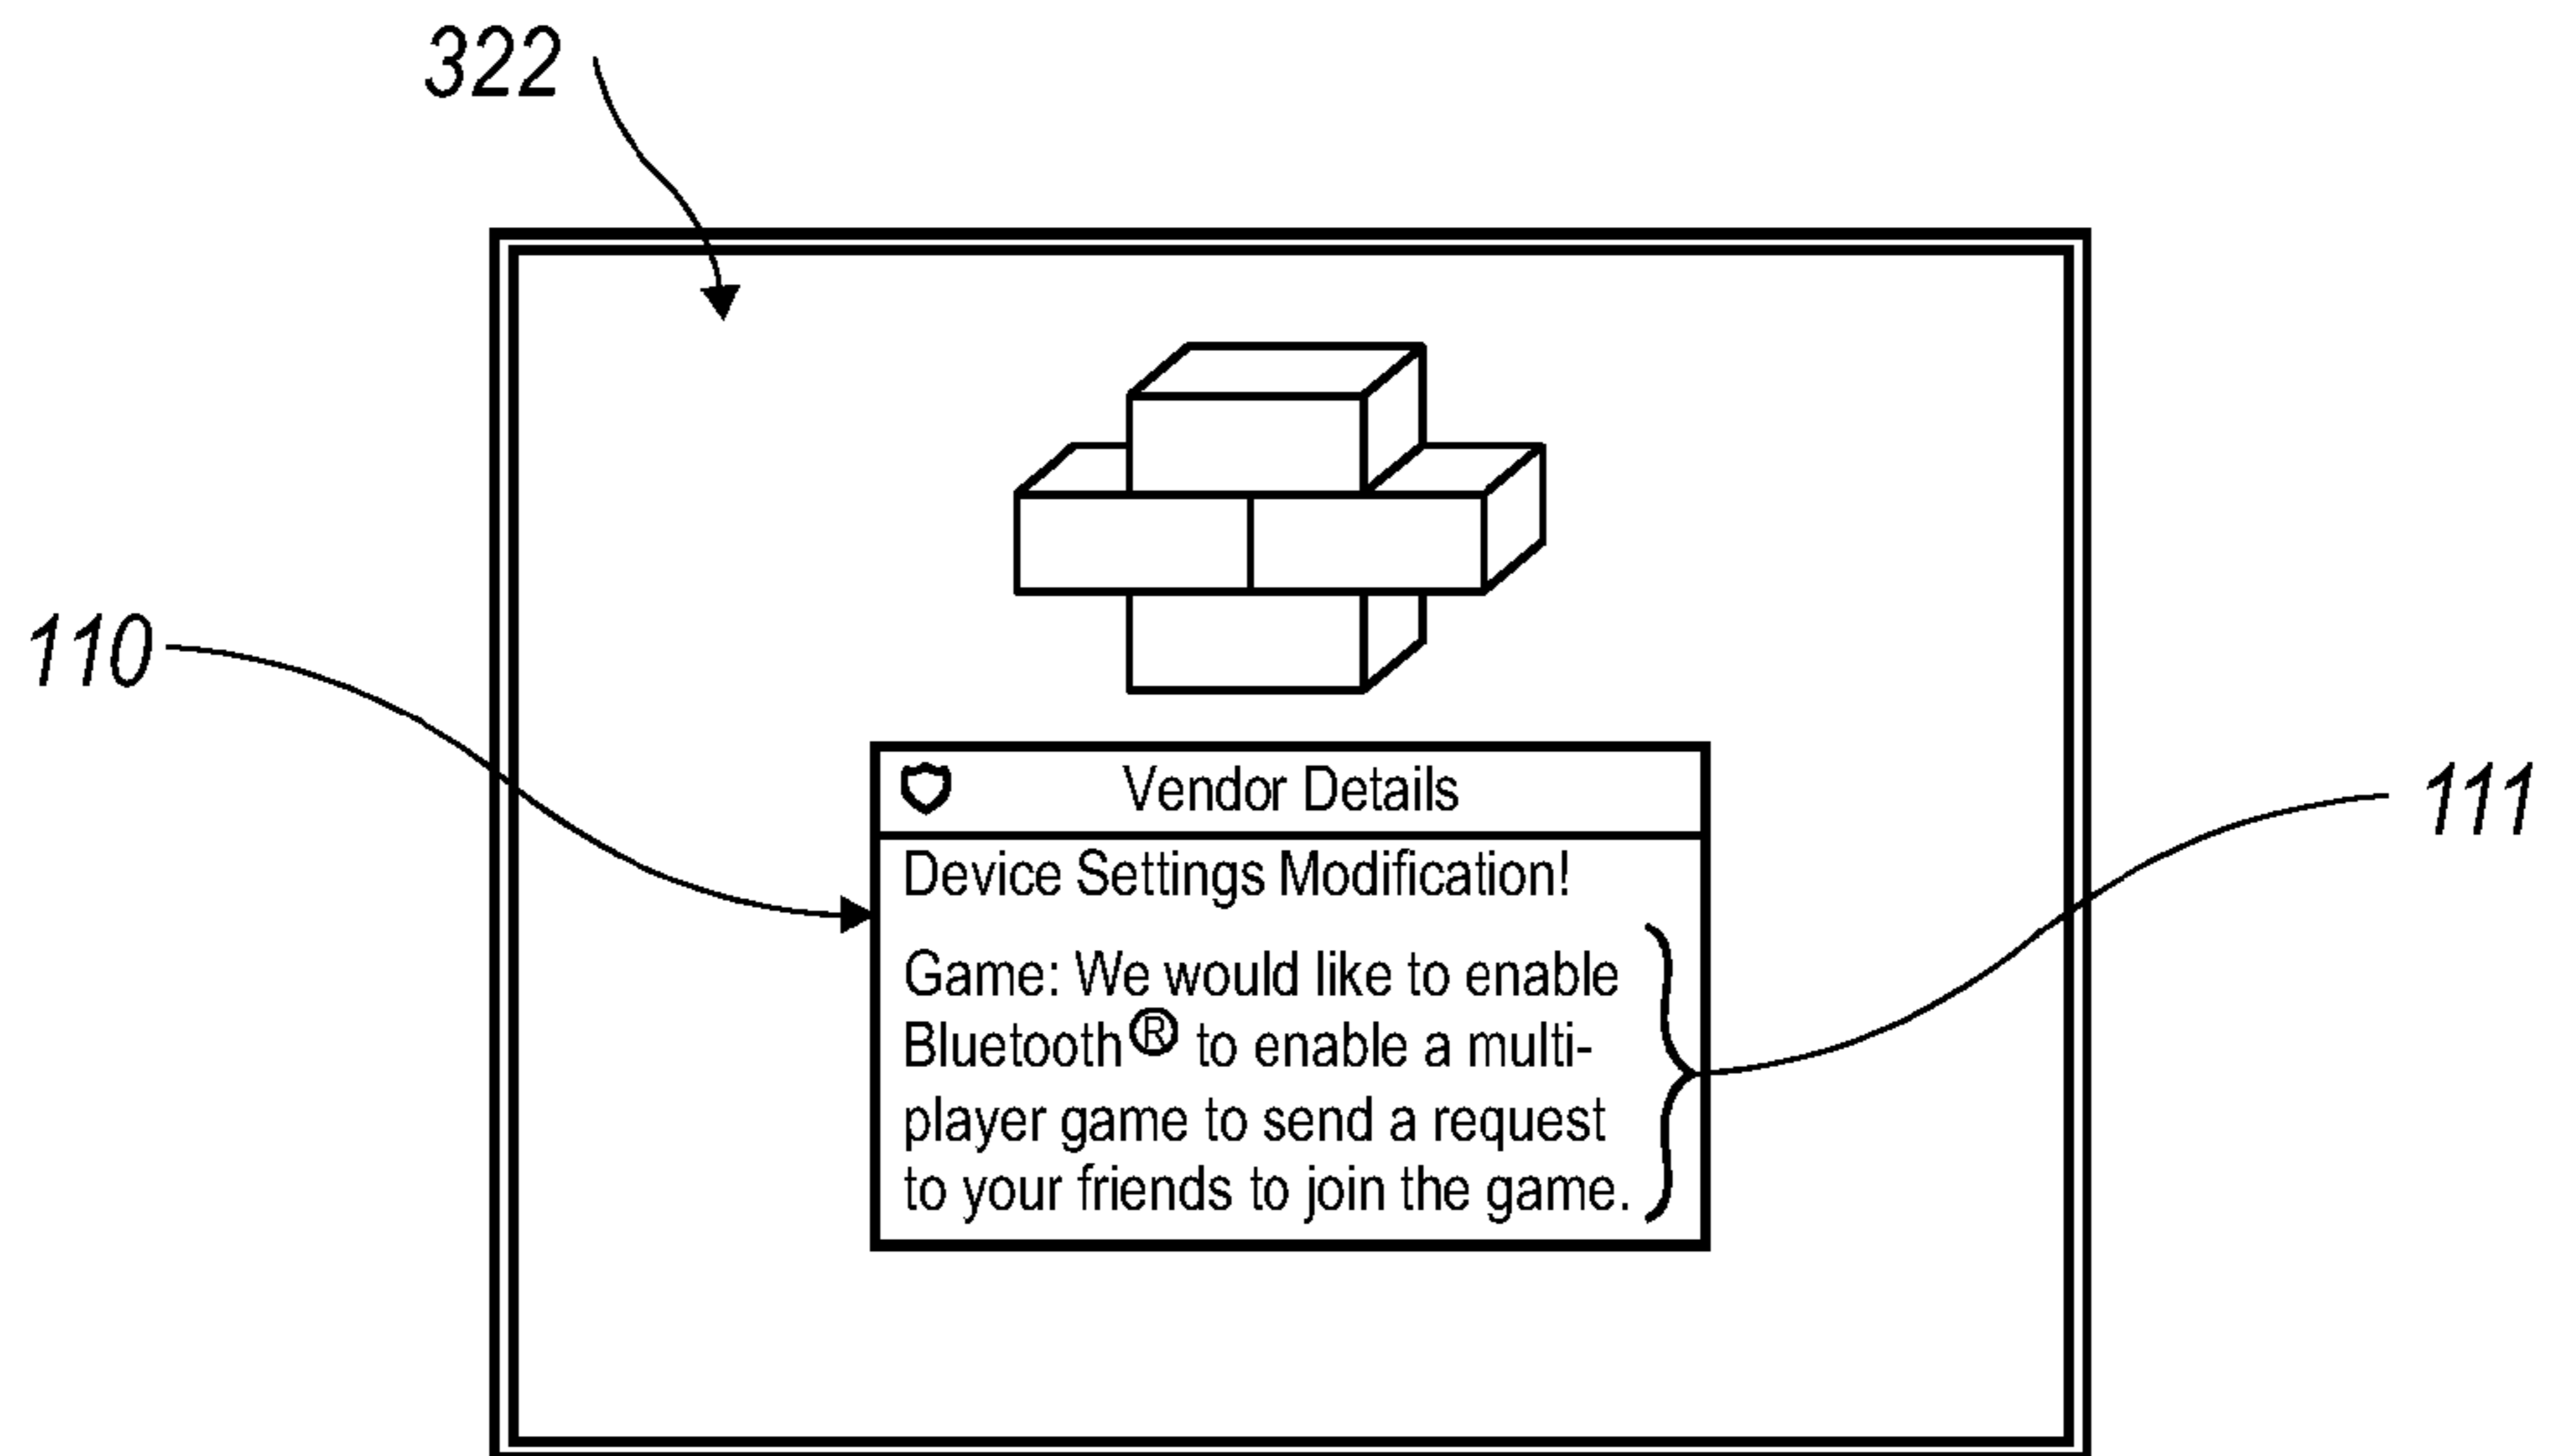 322
110
Vendor Details
Device Settings Modification!
Game: We would like to enable
Bluetooth® to enable a multi-
player game to send a request
to your friends to join the game.
111